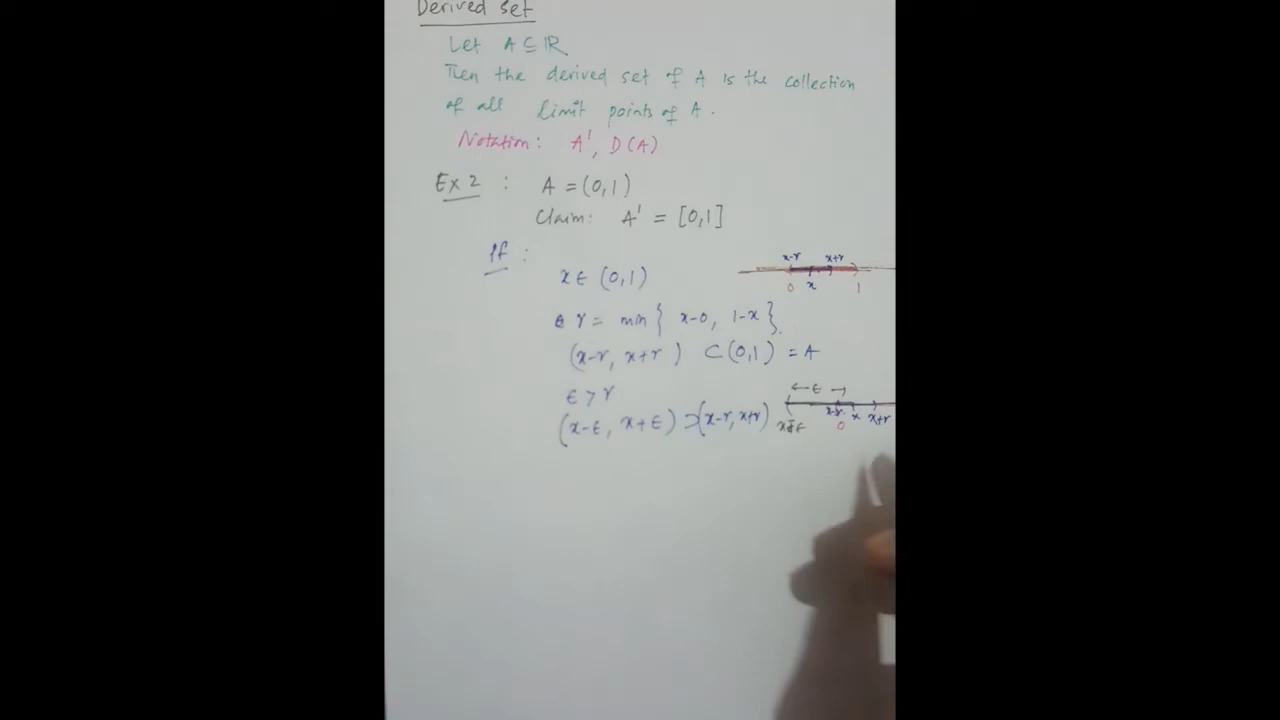 Derived set
Let A ⊆ ℝ
Then the derived set of A is the collection
of all limit points of A.
Notation: A', D(A)
Ex 2 : A = (0,1)
Claim: A' = [0,1]
If :
x ∈ (0,1)
x-r x+r
0 x 1
r = min { x-0, 1-x }.
(x-r, x+r) ⊂ (0,1) = A
ϵ > r
← ϵ →
(x-ϵ, x+ϵ) ⊃ (x-r, x+r)
x-ϵ x-r x x+r
0